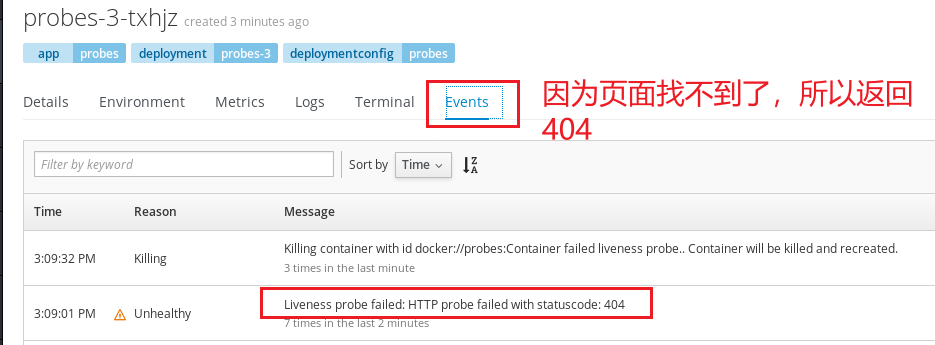 probes-3-txhjz created 3 minutes ago
app probes deployment probes-3 deploymentconfig probes
Details Environment Metrics Logs Terminal Events
因为页面找不到了，所以返回
404
Filter by keyword Sort by Time
Time Reason Message
3:09:32 PM Killing Killing container with id docker://probes:Container failed liveness probe.. Container will be killed and recreated.
3 times in the last minute
3:09:01 PM Unhealthy Liveness probe failed: HTTP probe failed with statuscode: 404
7 times in the last 2 minutes